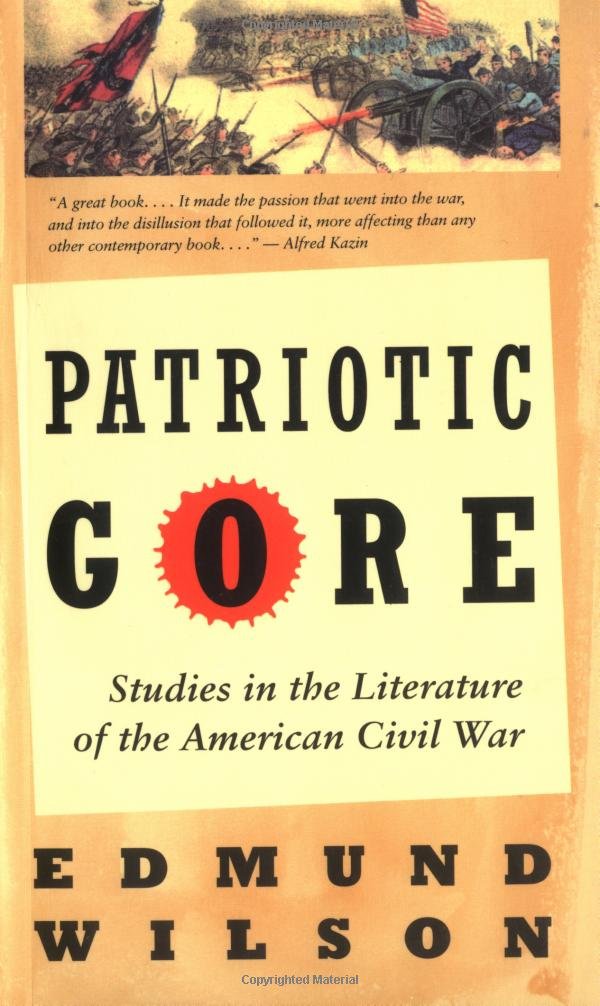 Copyrighted Material
“A great book. . . . It made the passion that went into the war,
and into the disillusion that followed it, more affecting than any
other contemporary book. . . .” — Alfred Kazin
PATRIOTIC
GORE
Studies in the Literature
of the American Civil War
EDMUND
WILSON
Copyrighted Material